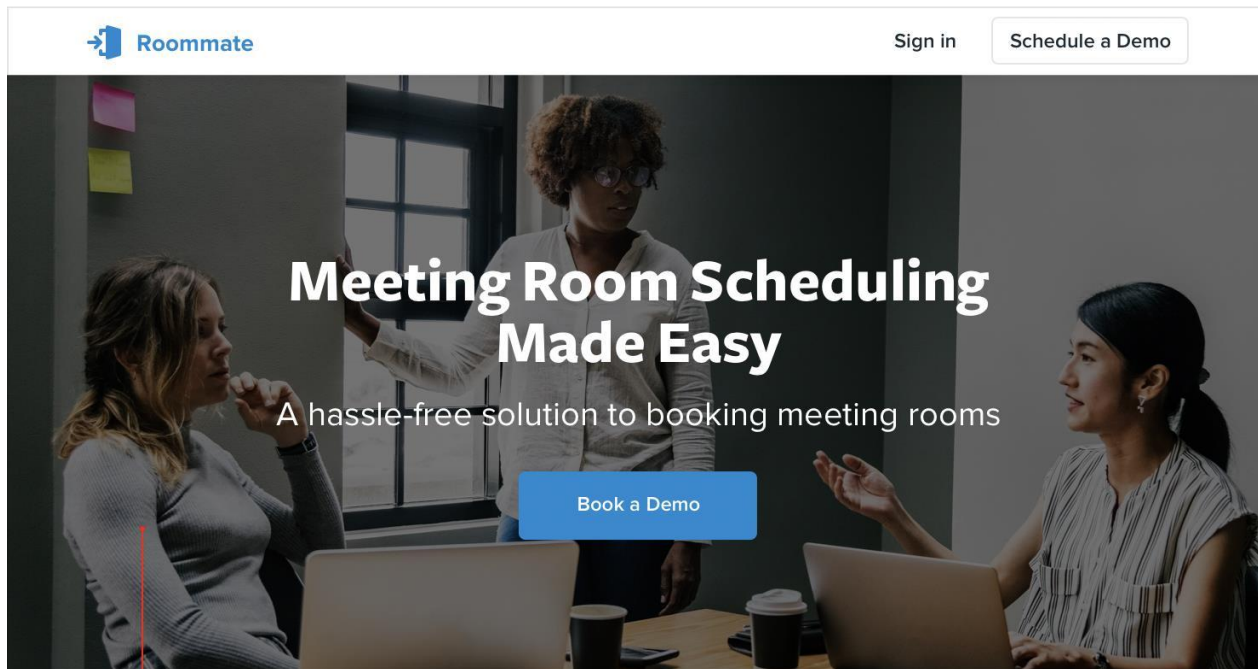 Roommate
Sign in
Schedule a Demo
Meeting Room Scheduling
Made Easy
A hassle-free solution to booking meeting rooms
Book a Demo